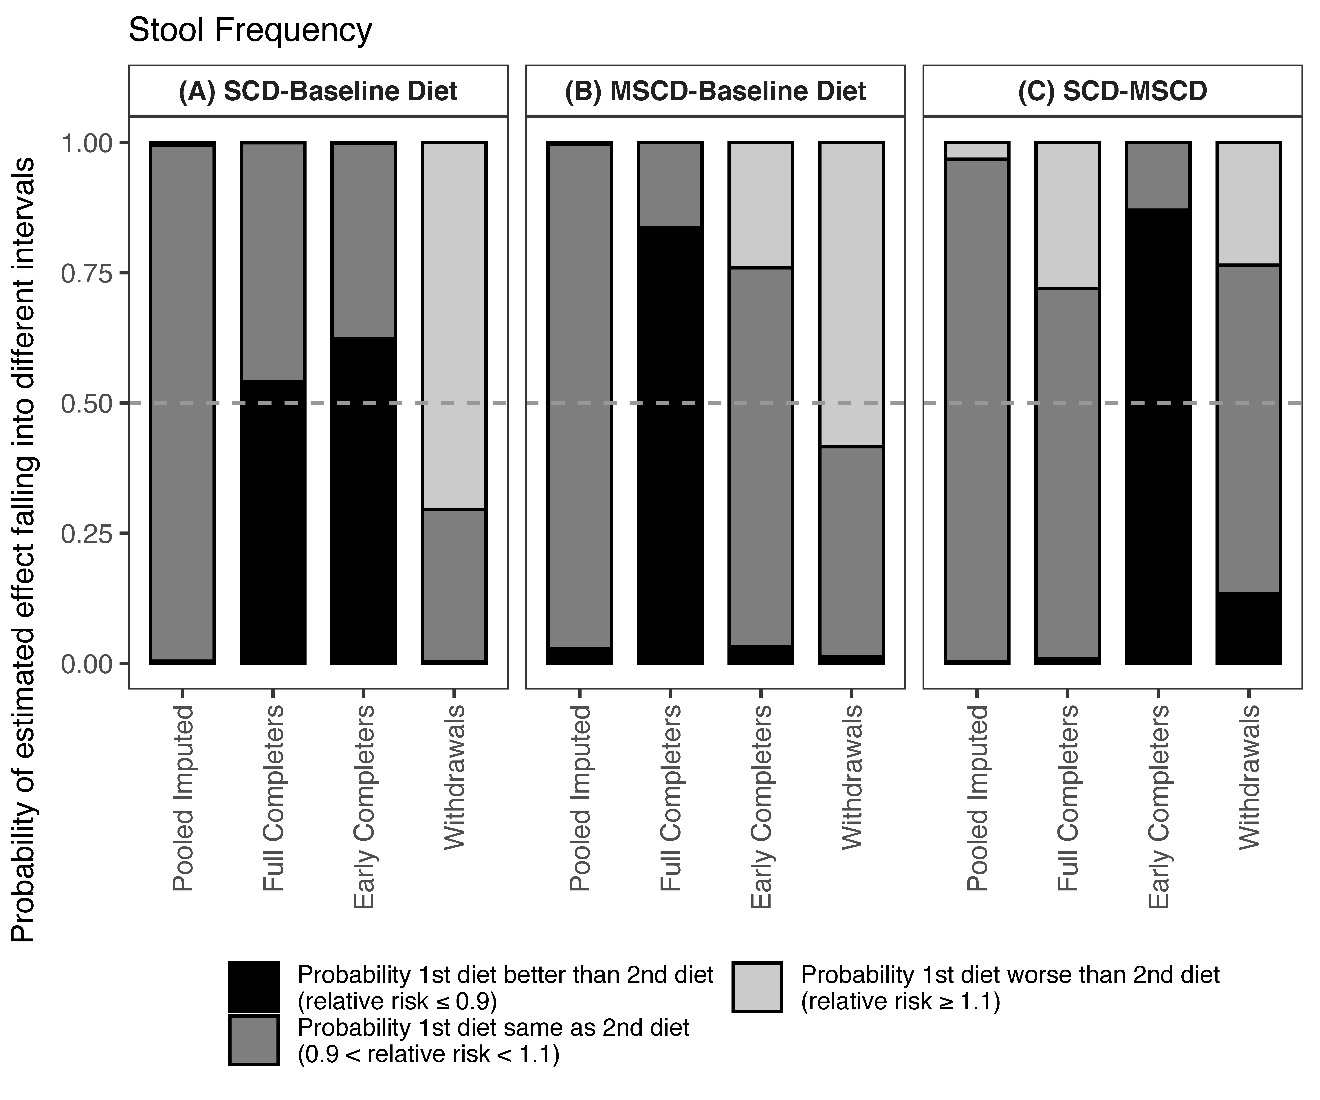 Stool Frequency
(A) SCD-Baseline Diet
(B) MSCD-Baseline Diet
(C) SCD-MSCD
Probability of estimated effect falling into different intervals
1.00
0.75
0.50
0.25
0.00
Pooled Imputed
Full Completers
Early Completers
Withdrawals
Pooled Imputed
Full Completers
Early Completers
Withdrawals
Pooled Imputed
Full Completers
Early Completers
Withdrawals
Probability 1st diet better than 2nd diet
(relative risk ≤ 0.9)
Probability 1st diet same as 2nd diet
(0.9 < relative risk < 1.1)
Probability 1st diet worse than 2nd diet
(relative risk ≥ 1.1)